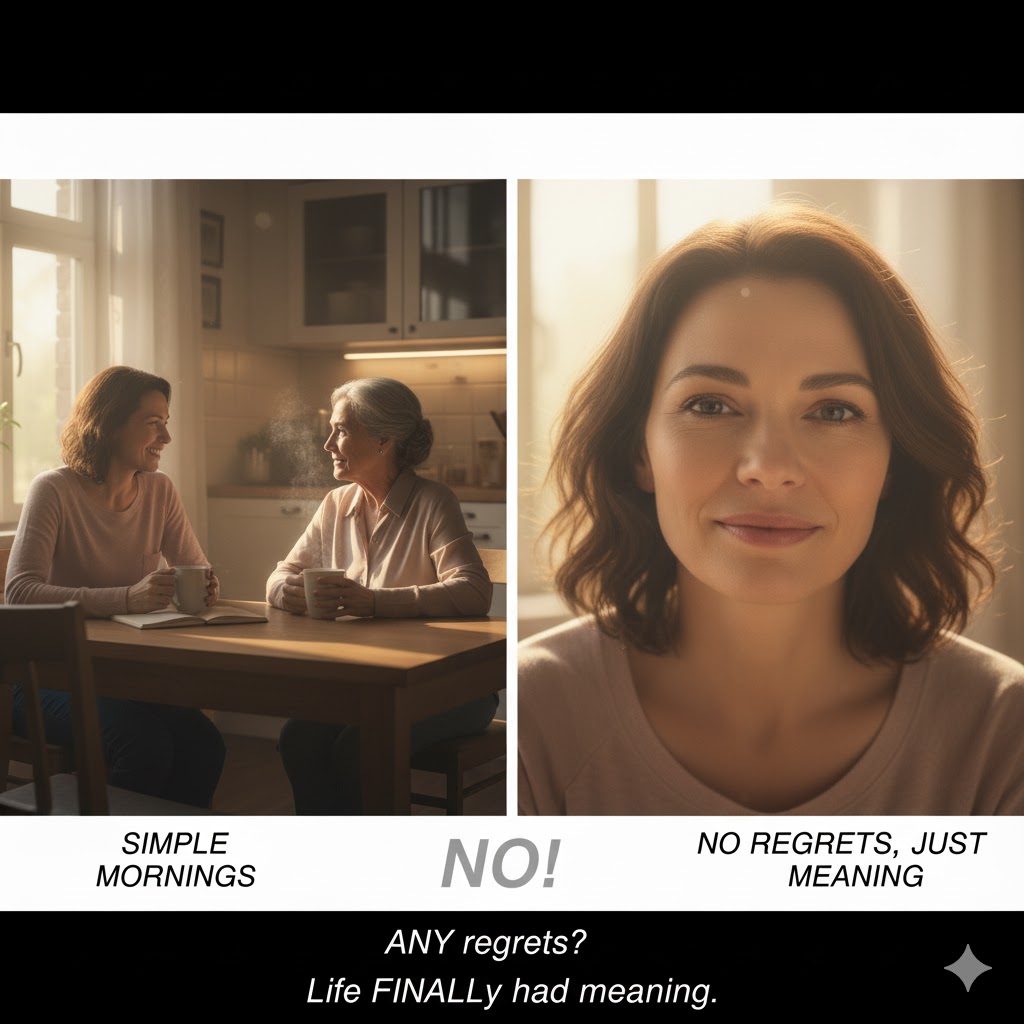 SIMPLE
MORNINGS
NO!
NO REGRETS, JUST
MEANING
ANY regrets?
Life FINALLy had meaning.